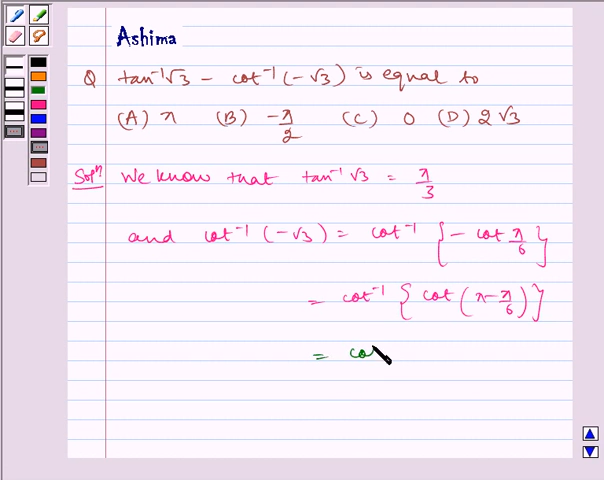 Ashima
Q tan⁻¹√3 - cot⁻¹(-√3) is equal to
(A) π (B) -π/2 (C) 0 (D) 2√3
Solⁿ We know that tan⁻¹√3 = π/3
and cot⁻¹(-√3) = cot⁻¹{-cot π/6}
= cot⁻¹{cot(π-π/6)}
= co